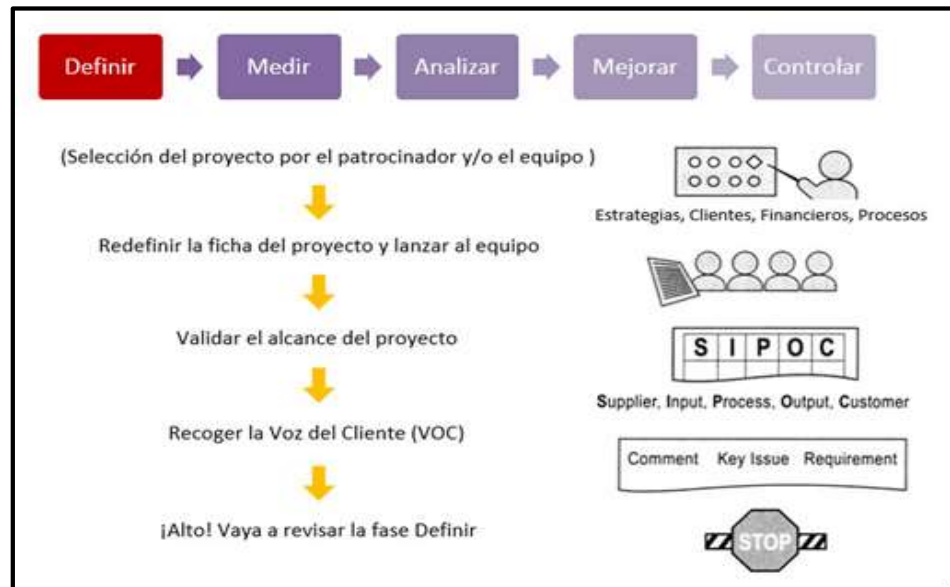 Definir
Medir
Analizar
Mejorar
Controlar
(Selección del proyecto por el patrocinador y/o el equipo )
Estrategias, Clientes, Financieros, Procesos
Redefinir la ficha del proyecto y lanzar al equipo
Validar el alcance del proyecto
S I P O C
Supplier, Input, Process, Output, Customer
Recoger la Voz del Cliente (VOC)
Comment Key Issue Requirement
¡Alto! Vaya a revisar la fase Definir
STOP